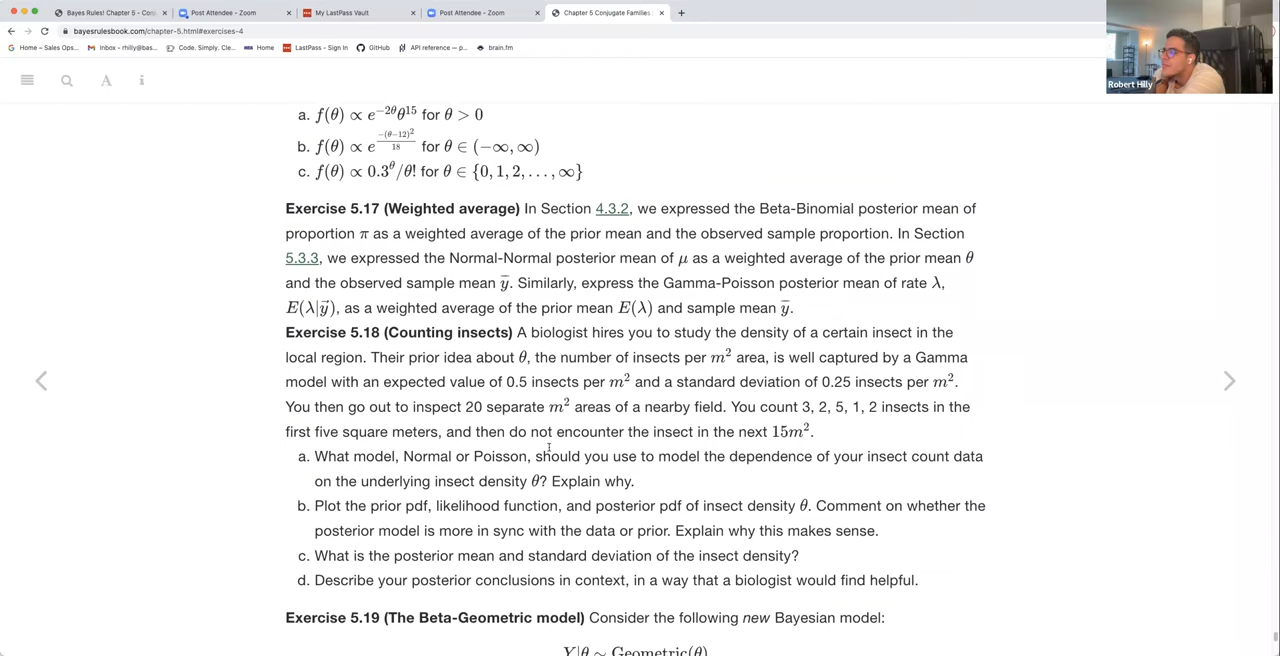 Bayes Rules! Chapter 5 - Conj
Post Attendee - Zoom
My LastPass Vault
Post Attendee - Zoom
Chapter 5 Conjugate Families
bayesrulesbook.com/chapter-5.html#exercises-4
Home – Sales Ops...
Inbox - rhilly@bas...
Code. Simply. Cle...
Home
LastPass - Sign In
GitHub
API reference — p...
brain.fm
Robert Hilly
a. f(θ) ∝ e^{−2θ}θ^{15} for θ > 0
b. f(θ) ∝ e^{\frac{−(θ−12)^2}{18}} for θ ∈ (−∞, ∞)
c. f(θ) ∝ 0.3^θ/θ! for θ ∈ {0, 1, 2, . . . , ∞}
Exercise 5.17 (Weighted average) In Section 4.3.2, we expressed the Beta-Binomial posterior mean of
proportion π as a weighted average of the prior mean and the observed sample proportion. In Section
5.3.3, we expressed the Normal-Normal posterior mean of μ as a weighted average of the prior mean θ
and the observed sample mean ȳ. Similarly, express the Gamma-Poisson posterior mean of rate λ,
E(λ|y⃗), as a weighted average of the prior mean E(λ) and sample mean ȳ.
Exercise 5.18 (Counting insects) A biologist hires you to study the density of a certain insect in the
local region. Their prior idea about θ, the number of insects per m² area, is well captured by a Gamma
model with an expected value of 0.5 insects per m² and a standard deviation of 0.25 insects per m².
You then go out to inspect 20 separate m² areas of a nearby field. You count 3, 2, 5, 1, 2 insects in the
first five square meters, and then do not encounter the insect in the next 15m².
a. What model, Normal or Poisson, should you use to model the dependence of your insect count data
on the underlying insect density θ? Explain why.
b. Plot the prior pdf, likelihood function, and posterior pdf of insect density θ. Comment on whether the
posterior model is more in sync with the data or prior. Explain why this makes sense.
c. What is the posterior mean and standard deviation of the insect density?
d. Describe your posterior conclusions in context, in a way that a biologist would find helpful.
Exercise 5.19 (The Beta-Geometric model) Consider the following new Bayesian model:
Y|θ ∼ Geometric(θ)